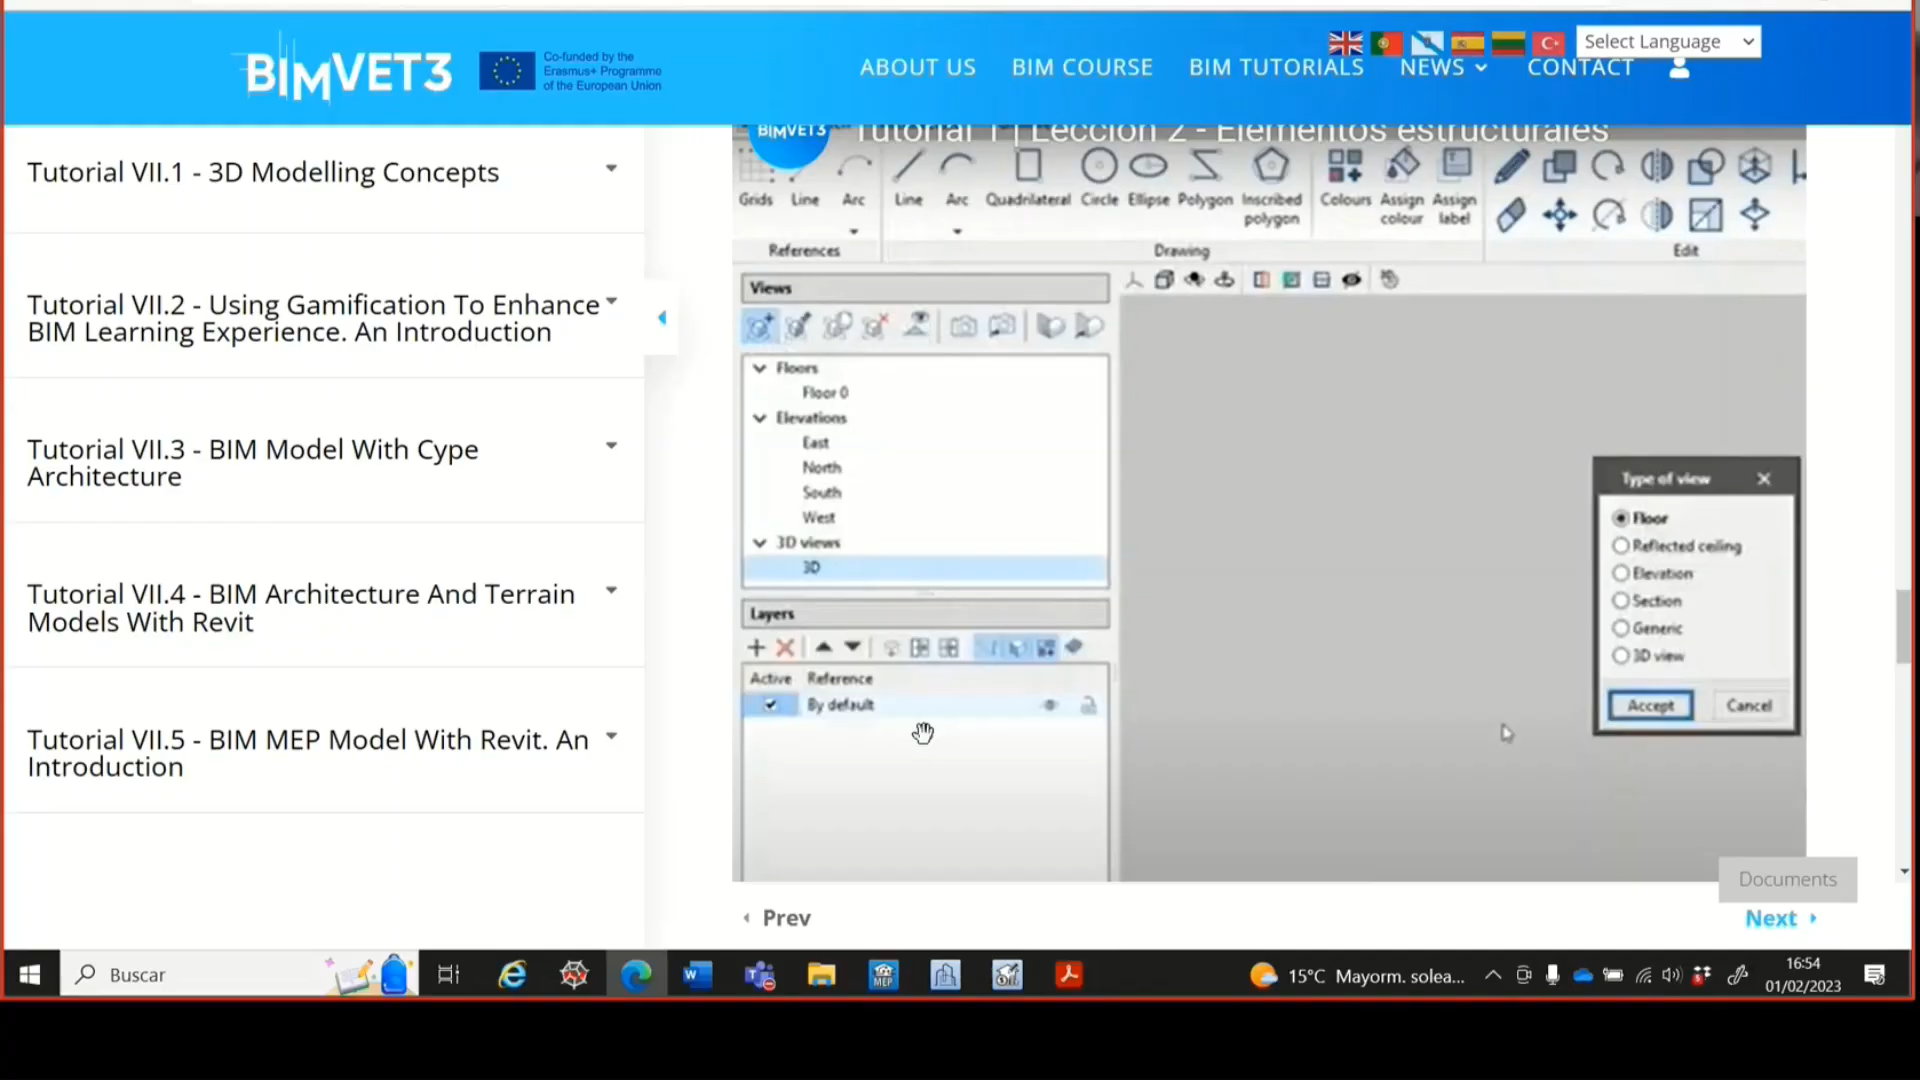 BIMVET3
Co-funded by the
Erasmus+ Programme
of the European Union
ABOUT US
BIM COURSE
BIM TUTORIALS
NEWS
CONTACT
Select Language
Tutorial VII.1 - 3D Modelling Concepts
Tutorial VII.2 - Using Gamification To Enhance
BIM Learning Experience. An Introduction
Tutorial VII.3 - BIM Model With Cype
Architecture
Tutorial VII.4 - BIM Architecture And Terrain
Models With Revit
Tutorial VII.5 - BIM MEP Model With Revit. An
Introduction
BIMVET3
Tutorial 1 | Lección 2 - Elementos estructurales
Grids
Line
Arc
Line
Arc
Quadrilateral
Circle
Ellipse
Polygon
Inscribed
polygon
Colours
Assign
colour
Assign
label
References
Drawing
Edit
Views
Floors
Floor 0
Elevations
East
North
South
West
3D views
3D
Layers
Active
Reference
By default
Type of view
Floor
Reflected ceiling
Elevation
Section
Generic
3D view
Accept
Cancel
Documents
Prev
Next
Buscar
MEP
15°C Mayorm. solea...
16:54
01/02/2023